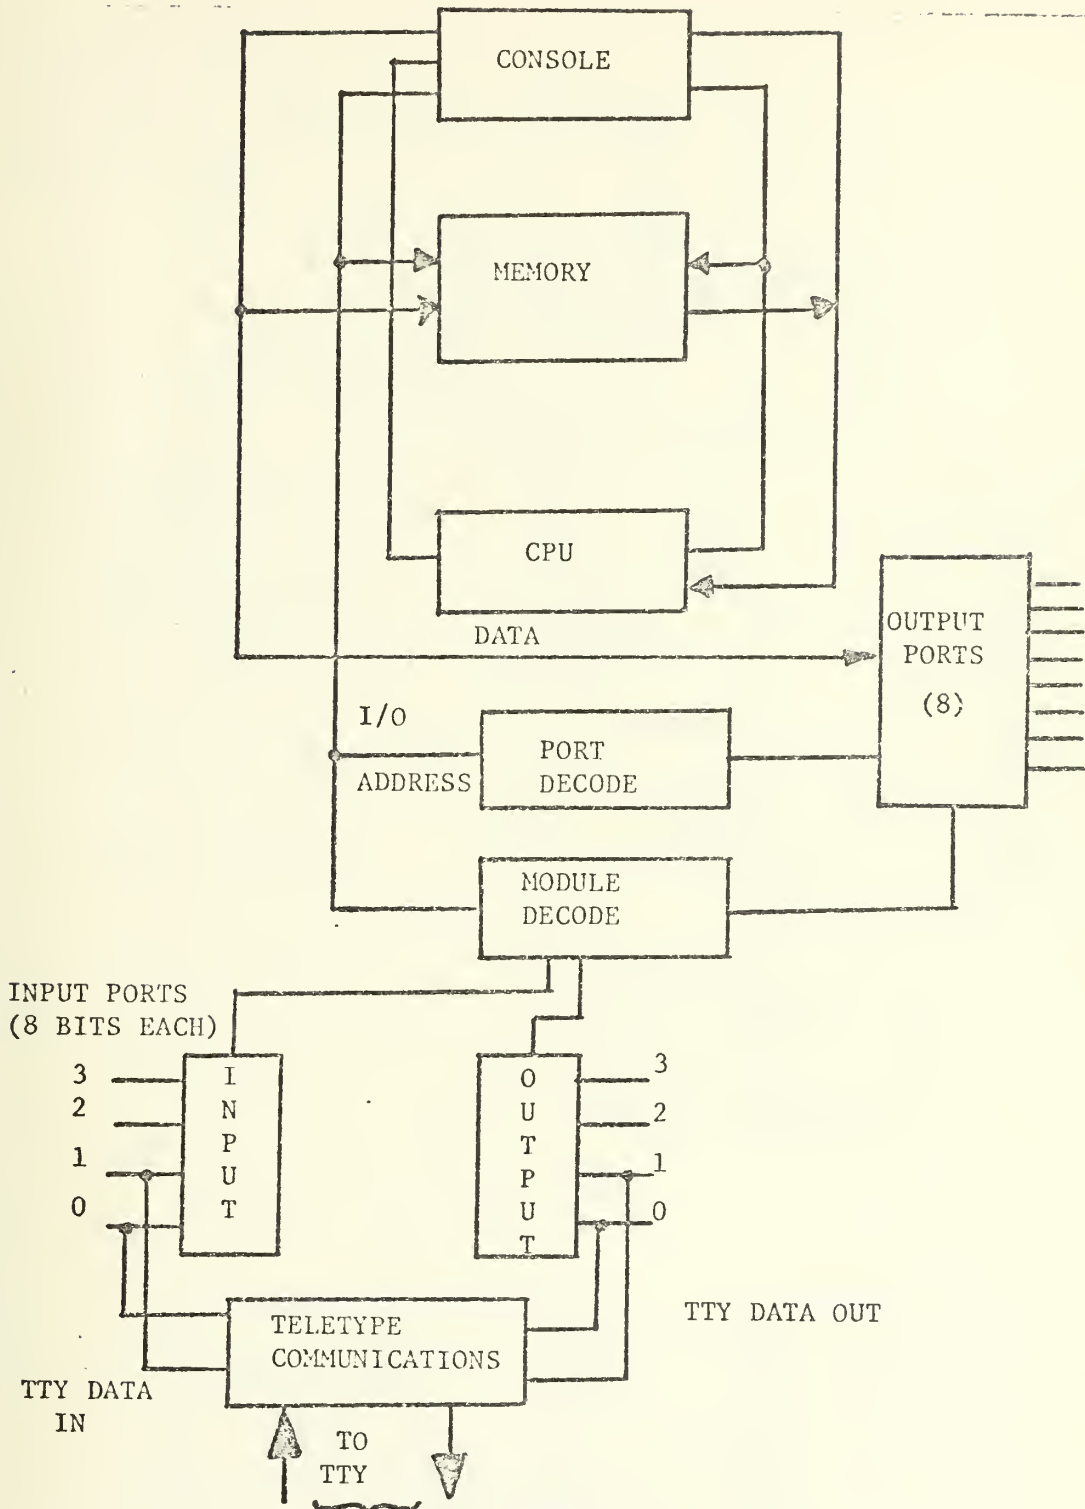 CONSOLE
MEMORY
CPU
DATA
OUTPUT
PORTS
(8)
I/O
ADDRESS
PORT
DECODE
MODULE
DECODE
INPUT PORTS
(8 BITS EACH)
3
2
1
0
I
N
P
U
T
O
U
T
P
U
T
3
2
1
0
TELETYPE
COMMUNICATIONS
TTY DATA OUT
TTY DATA
IN
TO
TTY